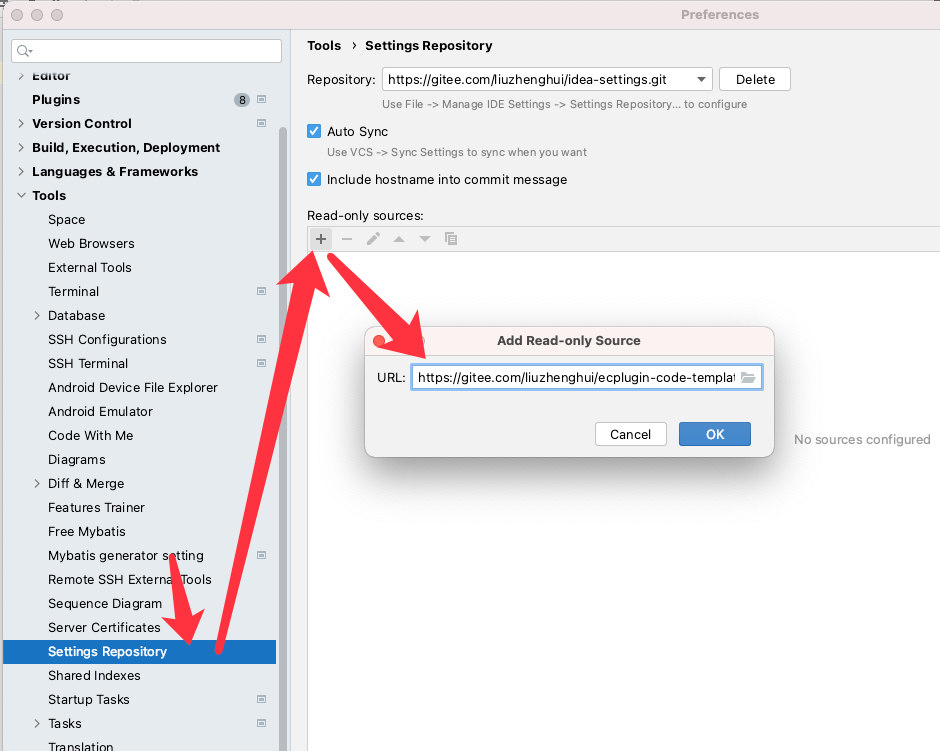 Preferences
Editor
Plugins 8
Version Control
Build, Execution, Deployment
Languages & Frameworks
Tools
Space
Web Browsers
External Tools
Terminal
Database
SSH Configurations
SSH Terminal
Android Device File Explorer
Android Emulator
Code With Me
Diagrams
Diff & Merge
Features Trainer
Free Mybatis
Mybatis generator setting
Remote SSH External Tools
Sequence Diagram
Server Certificates
Settings Repository
Shared Indexes
Startup Tasks
Tasks
Translation
Tools › Settings Repository
Repository: https://gitee.com/liuzhenghui/idea-settings.git Delete
Use File -> Manage IDE Settings -> Settings Repository... to configure
Auto Sync
Use VCS -> Sync Settings to sync when you want
Include hostname into commit message
Read-only sources:
Add Read-only Source
URL: https://gitee.com/liuzhenghui/ecplugin-code-templat
Cancel OK
No sources configured